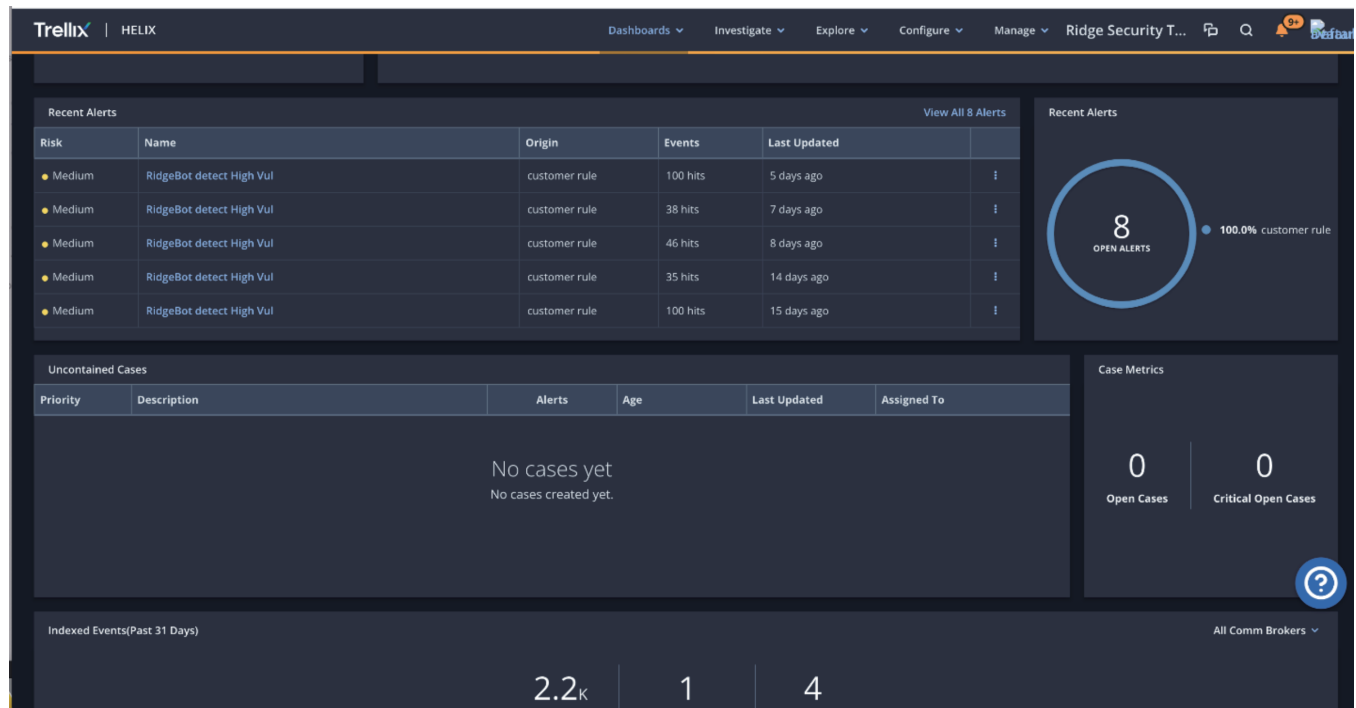 Trellix | HELIX Dashboards Investigate Explore Configure Manage Ridge Security T... 9+
Recent Alerts View All 8 Alerts
Risk Name Origin Events Last Updated
Medium RidgeBot detect High Vul customer rule 100 hits 5 days ago
Medium RidgeBot detect High Vul customer rule 38 hits 7 days ago
Medium RidgeBot detect High Vul customer rule 46 hits 8 days ago
Medium RidgeBot detect High Vul customer rule 35 hits 14 days ago
Medium RidgeBot detect High Vul customer rule 100 hits 15 days ago
Recent Alerts
8
OPEN ALERTS
100.0% customer rule
Uncontained Cases
Priority Description Alerts Age Last Updated Assigned To
No cases yet
No cases created yet.
Case Metrics
0 0
Open Cases Critical Open Cases
?
Indexed Events(Past 31 Days) All Comm Brokers
2.2K 1 4